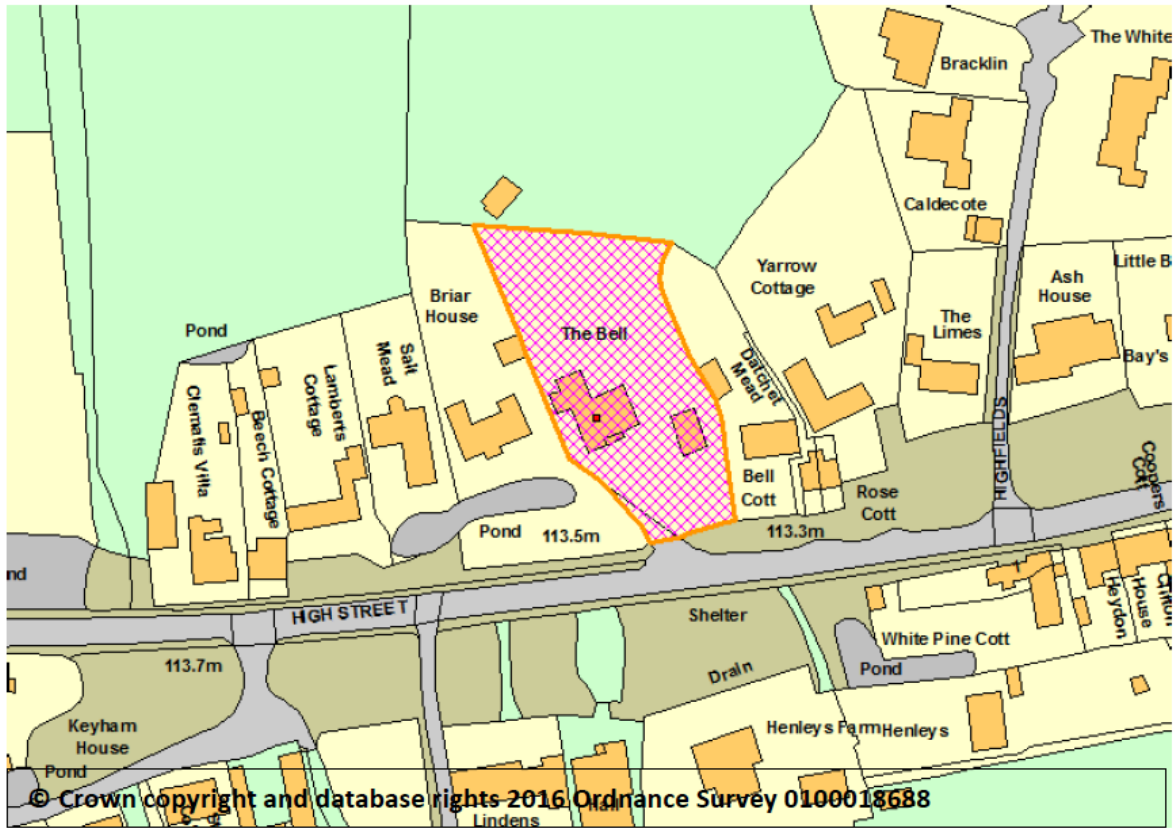 Bracklin
The White
Caldecote
Yarrow
Cottage
Ash
House
Little B
Briar
House
The Bell
The
Limes
Bay's
Pond
Salt
Mead
Lamberts
Cottage
Datchet
Mead
Clematis Villa
Beech Cottage
HIGHFIELDS
Coopers
Cott
Bell
Cott
Rose
Cott
Pond
113.5m
113.3m
nd
HIGH STREET
Shelter
White Pine Cott
Heydon
House
113.7m
Drain
Pond
Keyham
House
Henleys Farm
Henleys
Pond
© Crown copyright and database rights 2016 Ordnance Survey 0100018688
Hall
Lindens